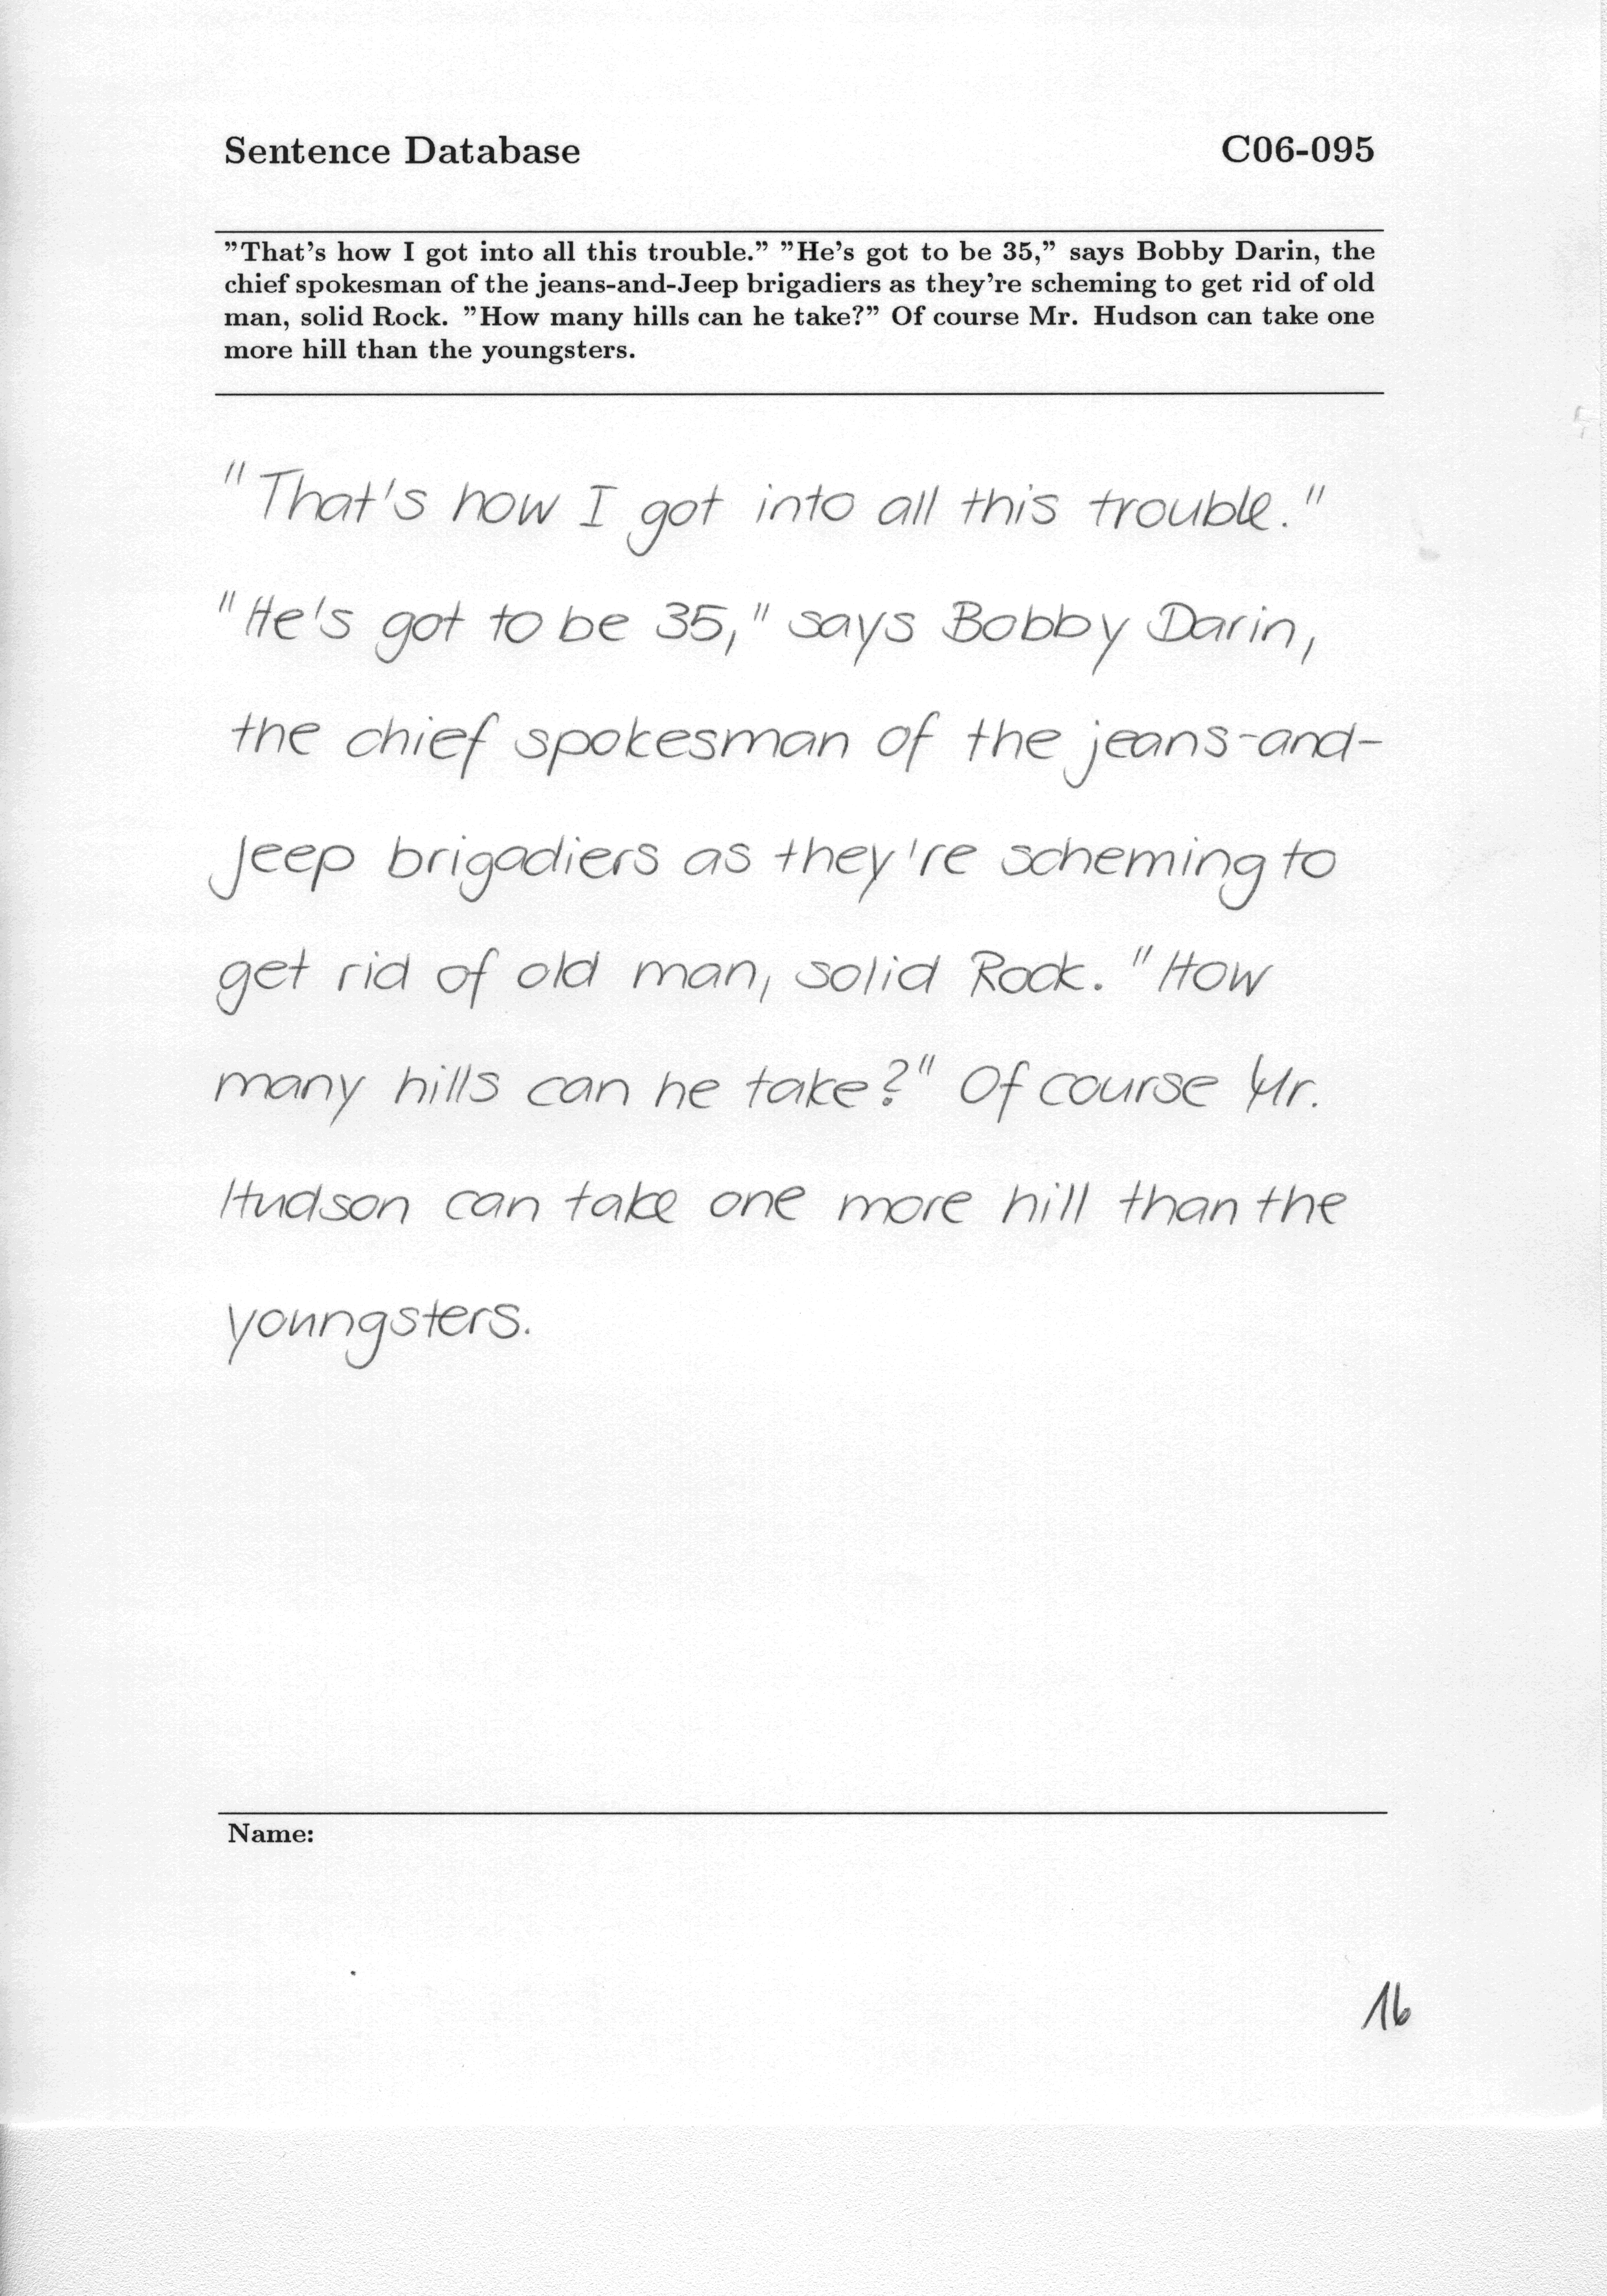 Sentence Database C06-095
"That's how I got into all this trouble." "He's got to be 35," says Bobby Darin, the
chief spokesman of the jeans-and-Jeep brigadiers as they're scheming to get rid of old
man, solid Rock. "How many hills can he take?" Of course Mr. Hudson can take one
more hill than the youngsters.
"That's how I got into all this trouble."
"He's got to be 35," says Bobby Darin,
the chief spokesman of the jeans-and-
Jeep brigadiers as they're scheming to
get rid of old man, solid Rock. "How
many hills can he take?" Of course Mr.
Hudson can take one more hill than the
youngsters.
Name:
16